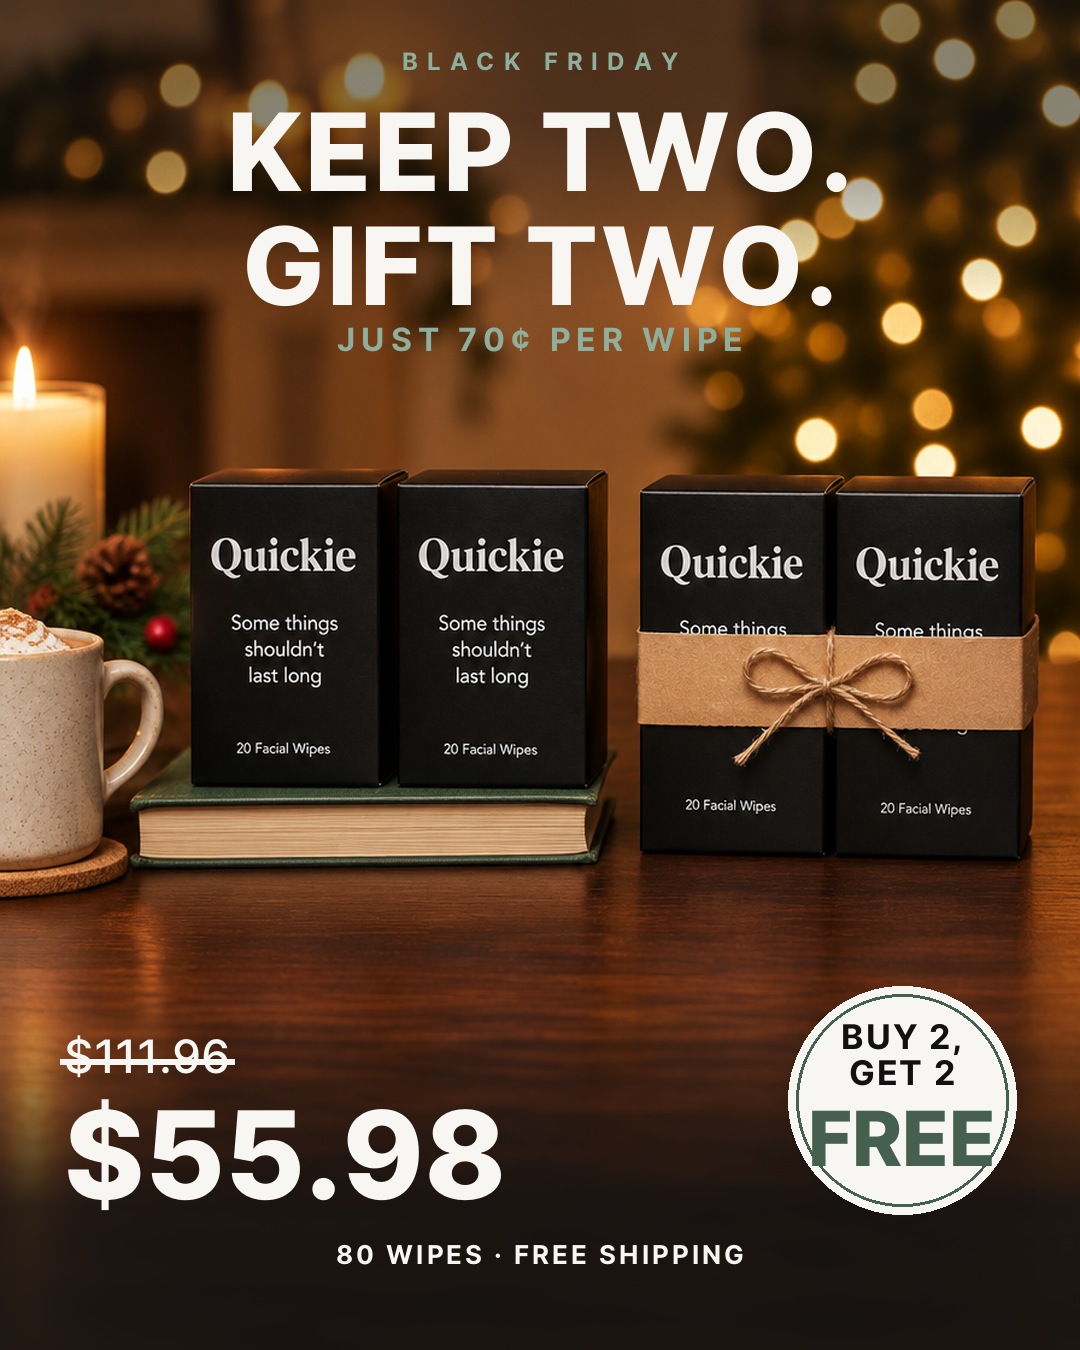 BLACK FRIDAY
KEEP TWO.
GIFT TWO.
JUST 70¢ PER WIPE
Quickie
Some things
shouldn't
last long
20 Facial Wipes
Quickie
Some things
shouldn't
last long
20 Facial Wipes
Quickie
Some things
20 Facial Wipes
Quickie
Some things
20 Facial Wipes
$111.96
$55.98
BUY 2,
GET 2
FREE
80 WIPES · FREE SHIPPING